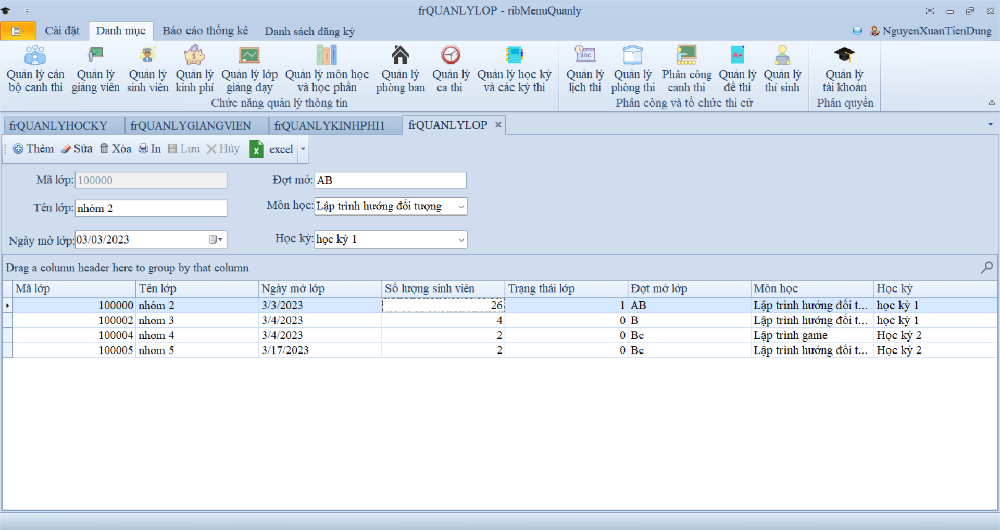 frQUANLYLOP - ribMenuQuanly
Cài đặt Danh mục Báo cáo thống kê Danh sách đăng ký NguyenXuanTienDung
Quản lý cán bộ canh thi
Quản lý giảng viên
Quản lý sinh viên
Quản lý kinh phí
Quản lý lớp giảng dạy
Quản lý môn học và học phần
Quản lý phòng ban
Quản lý ca thi
Quản lý học kỳ và các kỳ thi
Chức năng quản lý thông tin
Quản lý lịch thi
Quản lý phòng thi
Phân công canh thi
Quản lý đề thi
Quản lý thí sinh
Phân công và tổ chức thi cử
Quản lý tài khoản
Phân quyền
frQUANLYHOCKY frQUANLYGIANGVIEN frQUANLYKINHPHI1 frQUANLYLOP
Thêm Sửa Xóa In Lưu Hủy excel
Mã lớp: 100000 Đợt mở: AB
Tên lớp: nhóm 2 Môn học: Lập trình hướng đối tượng
Ngày mở lớp: 03/03/2023 Học kỳ: học kỳ 1
Drag a column header here to group by that column
Mã lớp Tên lớp Ngày mở lớp Số lượng sinh viên Trạng thái lớp Đợt mở lớp Môn học Học kỳ
100000 nhóm 2 3/3/2023 26 1 AB Lập trình hướng đối t... học kỳ 1
100002 nhom 3 3/4/2023 4 0 B Lập trình hướng đối t... học kỳ 1
100004 nhom 4 3/4/2023 2 0 Bc Lập trình game Học kỳ 2
100005 nhom 5 3/17/2023 2 0 Bc Lập trình hướng đối t... Học kỳ 2